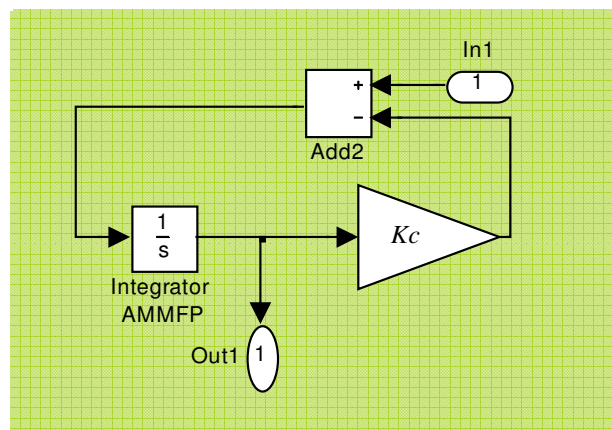 In1
1
+
−
Add2
1
s
Kc
Integrator
AMMFP
Out1
1